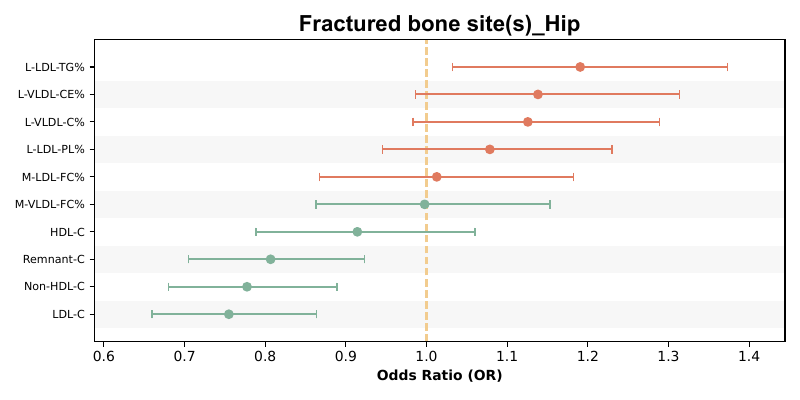 Fractured bone site(s)_Hip
L-LDL-TG%
L-VLDL-CE%
L-VLDL-C%
L-LDL-PL%
M-LDL-FC%
M-VLDL-FC%
HDL-C
Remnant-C
Non-HDL-C
LDL-C
0.6 0.7 0.8 0.9 1.0 1.1 1.2 1.3 1.4
Odds Ratio (OR)